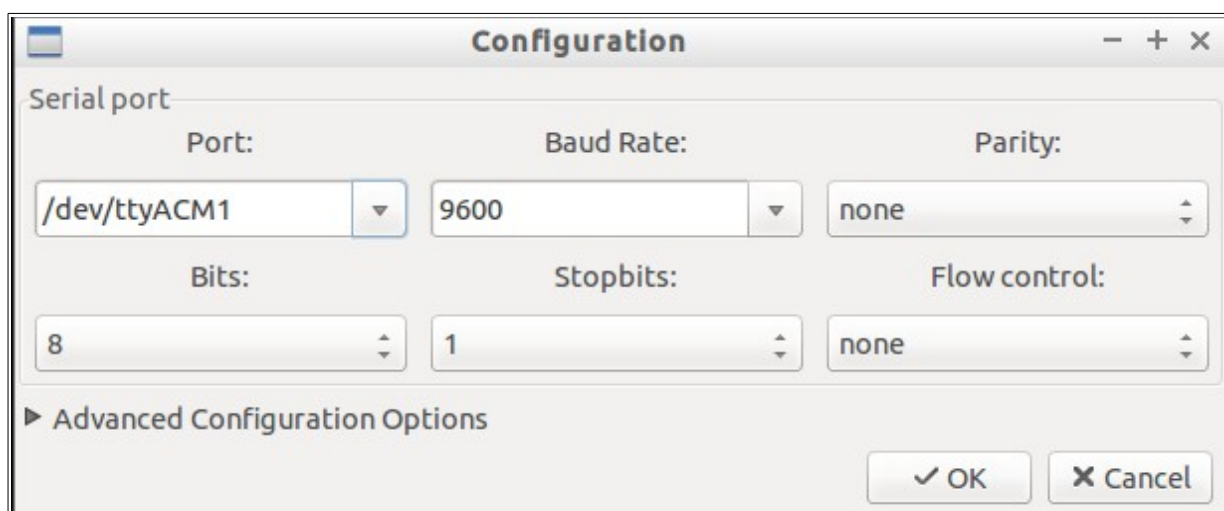 Configuration
Serial port
Port: Baud Rate: Parity:
/dev/ttyACM1 9600 none
Bits: Stopbits: Flow control:
8 1 none
Advanced Configuration Options
OK Cancel